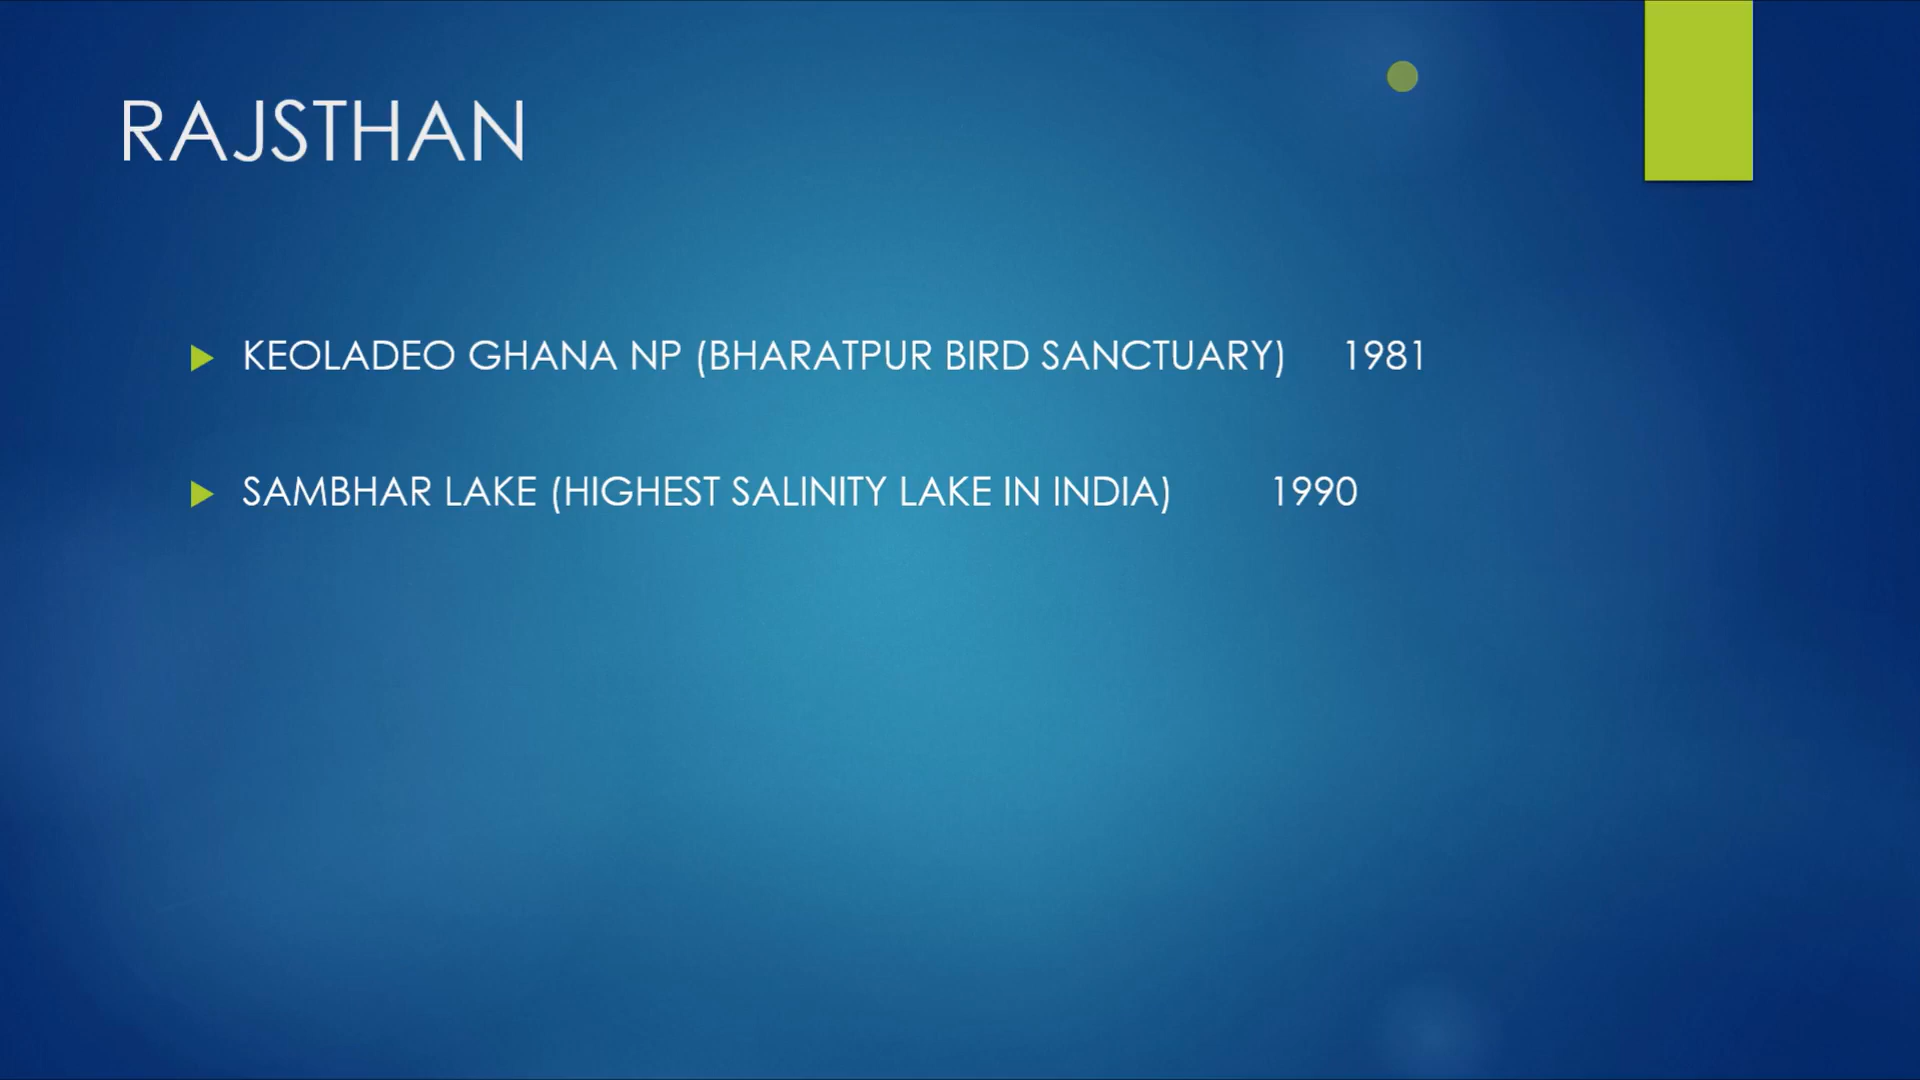 RAJSTHAN
KEOLADEO GHANA NP (BHARATPUR BIRD SANCTUARY) 1981
SAMBHAR LAKE (HIGHEST SALINITY LAKE IN INDIA) 1990